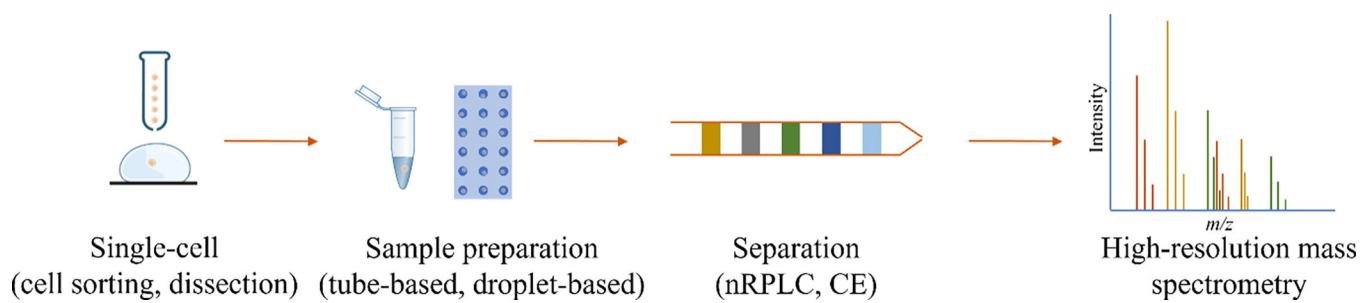 Intensity
m/z
Single-cell
(cell sorting, dissection)
Sample preparation
(tube-based, droplet-based)
Separation
(nRPLC, CE)
High-resolution mass
spectrometry